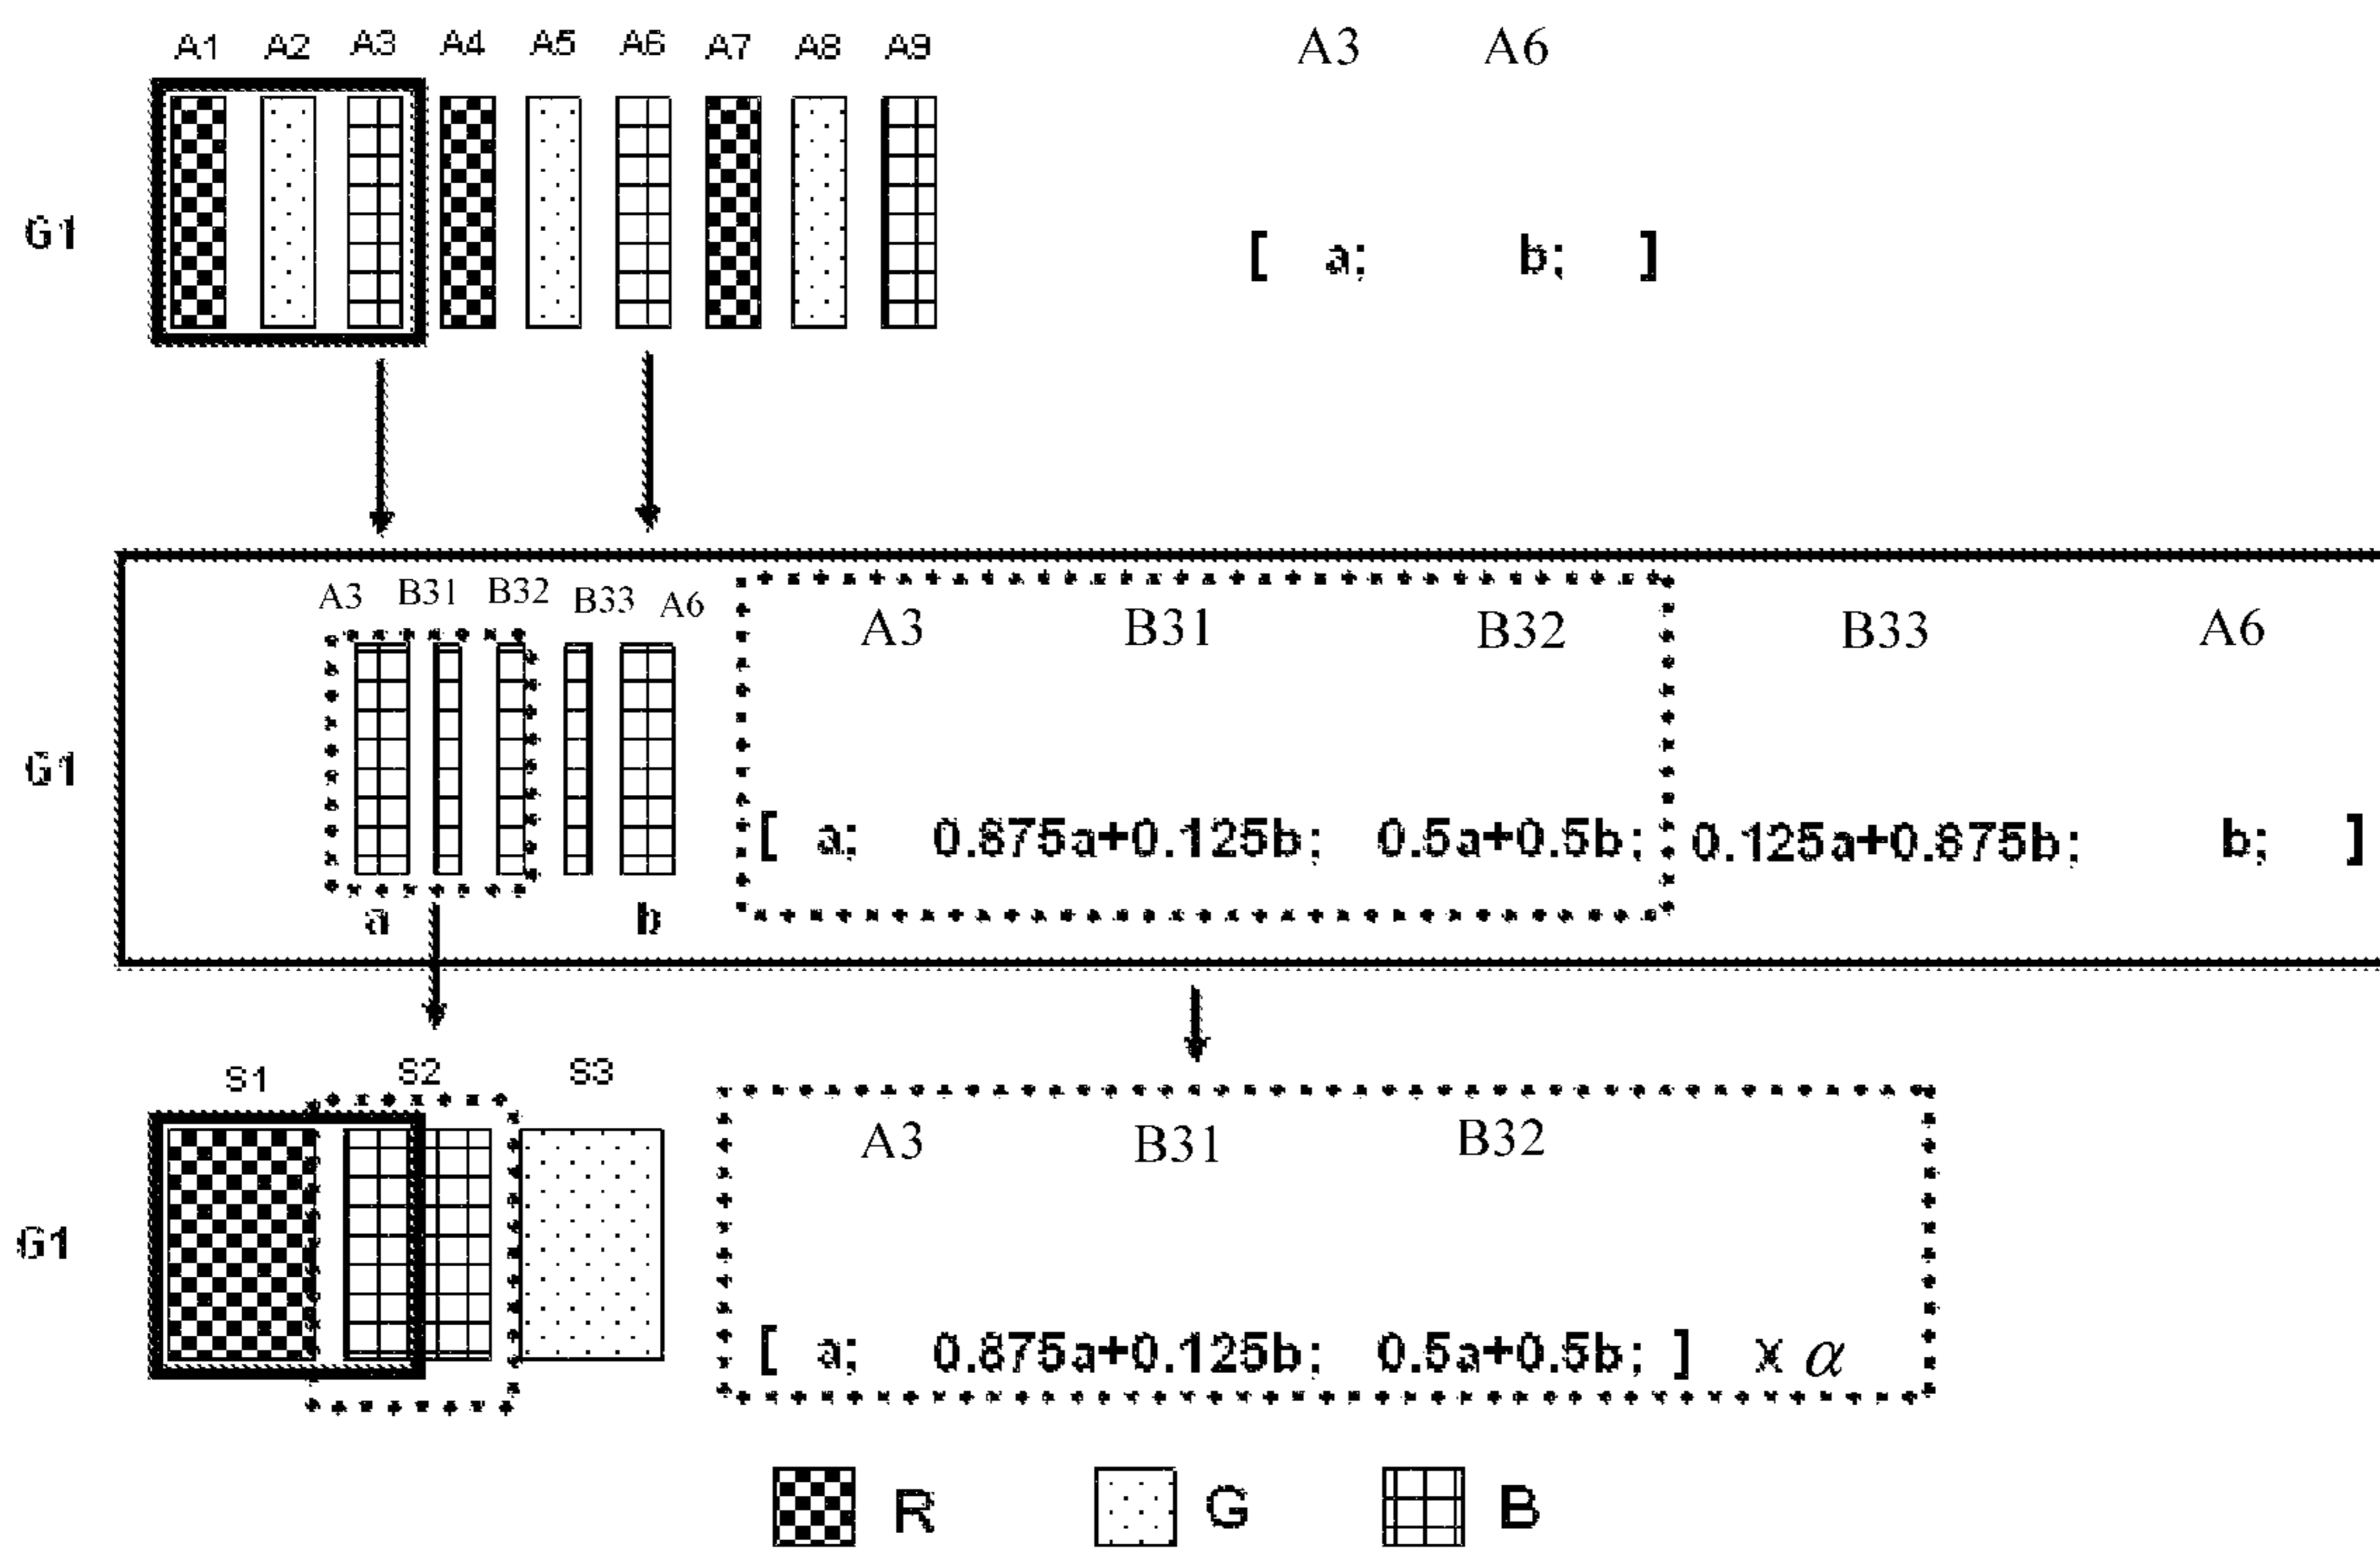 A1 A2 A3 A4 A5 A6 A7 A8 A9 A3 A6
G1 [ a; b; ]
A3 B31 B32 B33 A6 A3 B31 B32 B33 A6
G1 [ a; 0.875a+0.125b; 0.5a+0.5b; 0.125a+0.875b; b; ]
a b
S1 S2 S3 A3 B31 B32
G1 [ a; 0.875a+0.125b; 0.5a+0.5b; ] x α
R G B